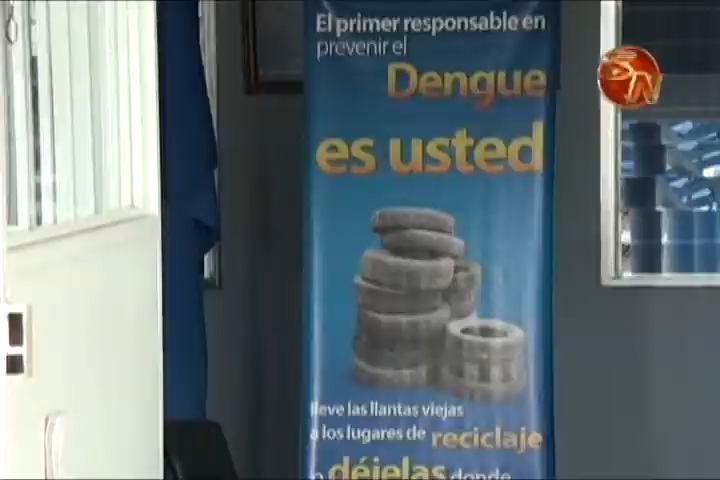 El primer responsable en
prevenir el
Dengue
es usted
lleve las llantas viejas
a los lugares de reciclaje
o déjelas donde